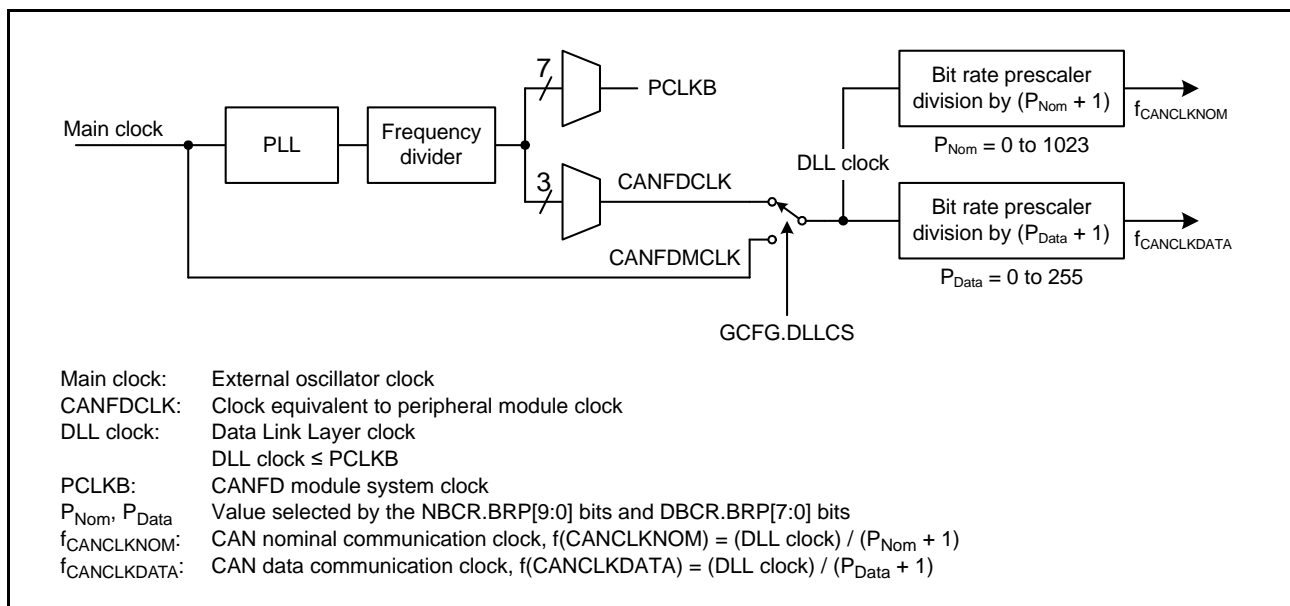 7
PCLKB
Main clock
PLL
Frequency
divider
3
CANFDCLK
CANFDMCLK
GCFG.DLLCS
DLL clock
Bit rate prescaler
division by (PNom + 1)
fCANCLKNOM
PNom = 0 to 1023
Bit rate prescaler
division by (PData + 1)
fCANCLKDATA
PData = 0 to 255
Main clock: External oscillator clock
CANFDCLK: Clock equivalent to peripheral module clock
DLL clock: Data Link Layer clock
DLL clock ≤ PCLKB
PCLKB: CANFD module system clock
PNom, PData Value selected by the NBCR.BRP[9:0] bits and DBCR.BRP[7:0] bits
fCANCLKNOM: CAN nominal communication clock, f(CANCLKNOM) = (DLL clock) / (PNom + 1)
fCANCLKDATA: CAN data communication clock, f(CANCLKDATA) = (DLL clock) / (PData + 1)